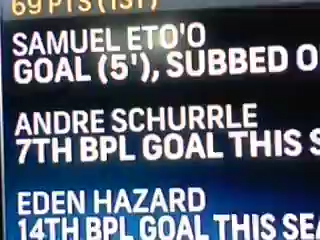 69 PTS (1ST)
SAMUEL ETO'O
GOAL (5'), SUBBED O
ANDRE SCHURRLE
7TH BPL GOAL THIS S
EDEN HAZARD
14TH BPL GOAL THIS SEA